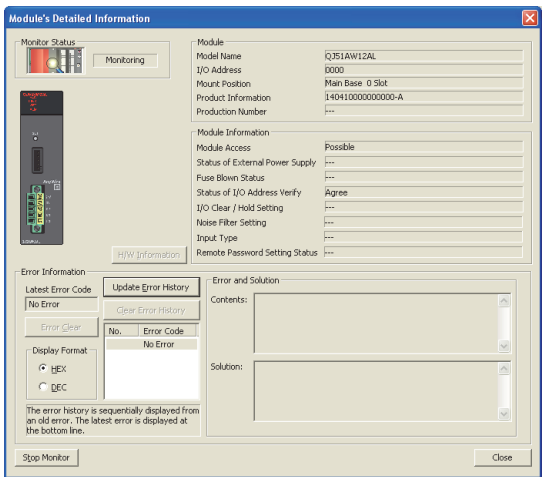 Module's Detailed Information
Monitor Status
Monitoring
Module
Model Name QJ51AW12AL
I/O Address 0000
Mount Position Main Base 0 Slot
Product Information 140410000000000-A
Production Number ---
Module Information
Module Access Possible
Status of External Power Supply ---
Fuse Blown Status ---
Status of I/O Address Verify Agree
I/O Clear / Hold Setting ---
Noise Filter Setting ---
Input Type ---
Remote Password Setting Status ---
H/W Information
Error Information
Latest Error Code
No Error
Error Clear
Display Format
HEX
DEC
Update Error History
Clear Error History
No. Error Code
No Error
The error history is sequentially displayed from
an old error. The latest error is displayed at
the bottom line.
Error and Solution
Contents:
Solution:
Stop Monitor
Close